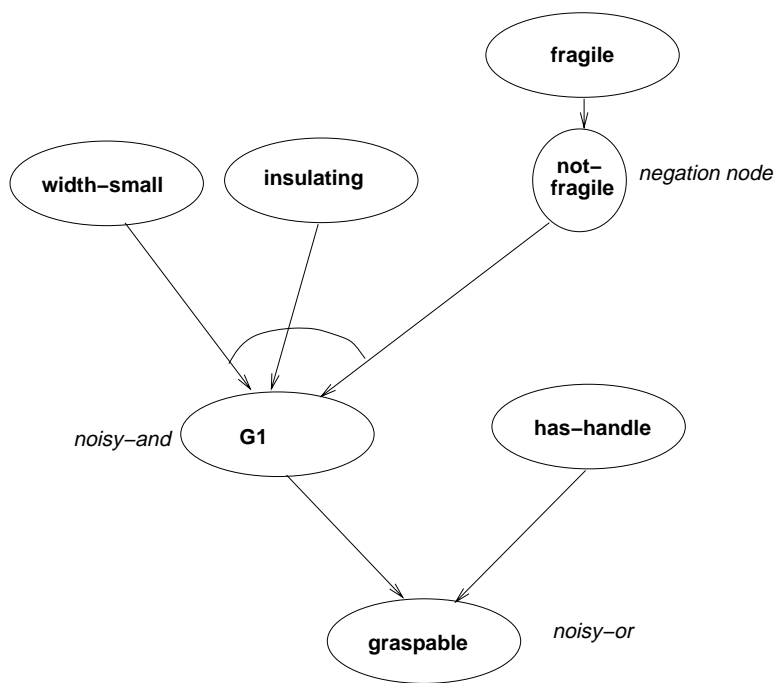 fragile
width−small
insulating
not−
fragile
negation node
noisy−and
G1
has−handle
graspable
noisy−or